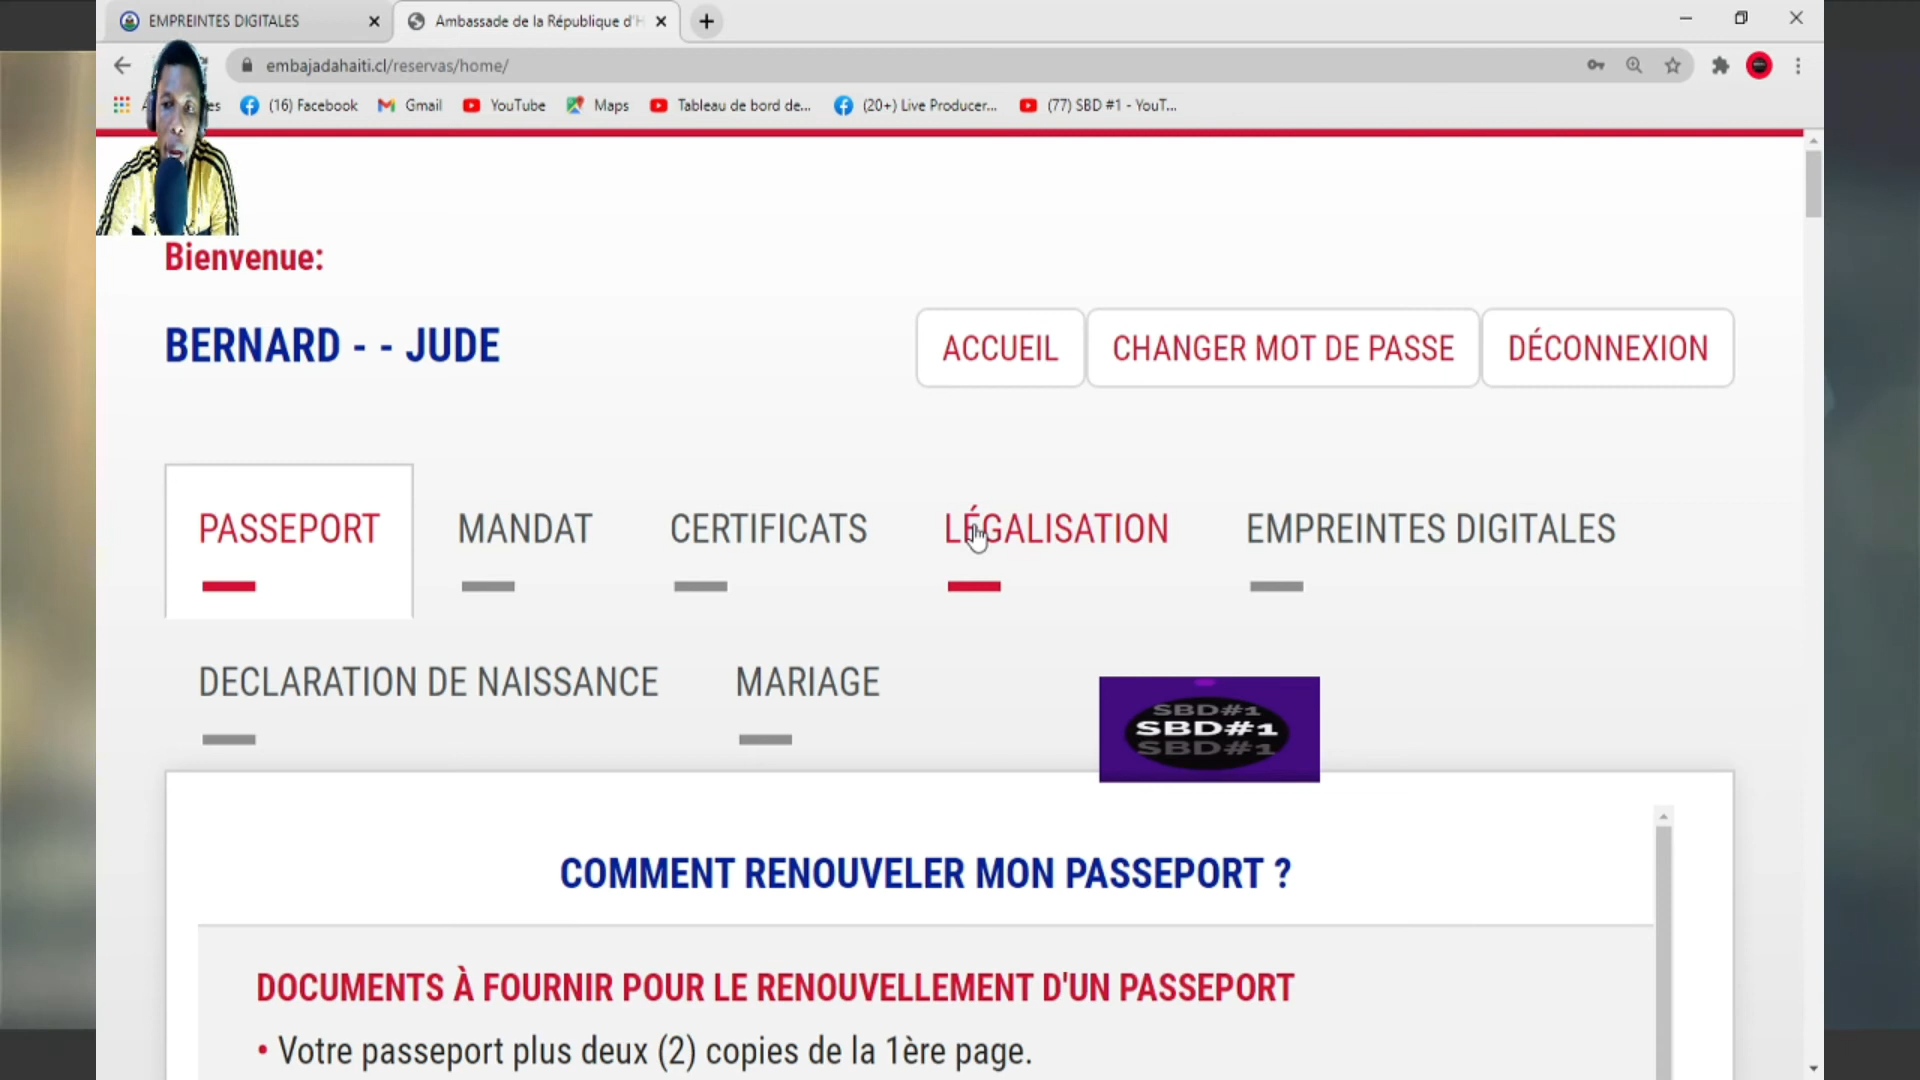 EMPREINTES DIGITALES
Ambassade de la République d'H
embajadahaiti.cl/reservas/home/
(16) Facebook
Gmail
YouTube
Maps
Tableau de bord de...
(20+) Live Producer...
(77) SBD #1 - YouT...
Bienvenue:
BERNARD - - JUDE
ACCUEIL
CHANGER MOT DE PASSE
DÉCONNEXION
PASSEPORT
MANDAT
CERTIFICATS
LÉGALISATION
EMPREINTES DIGITALES
DECLARATION DE NAISSANCE
MARIAGE
SBD#1
SBD#1
SBD#1
COMMENT RENOUVELER MON PASSEPORT ?
DOCUMENTS À FOURNIR POUR LE RENOUVELLEMENT D'UN PASSEPORT
• Votre passeport plus deux (2) copies de la 1ère page.